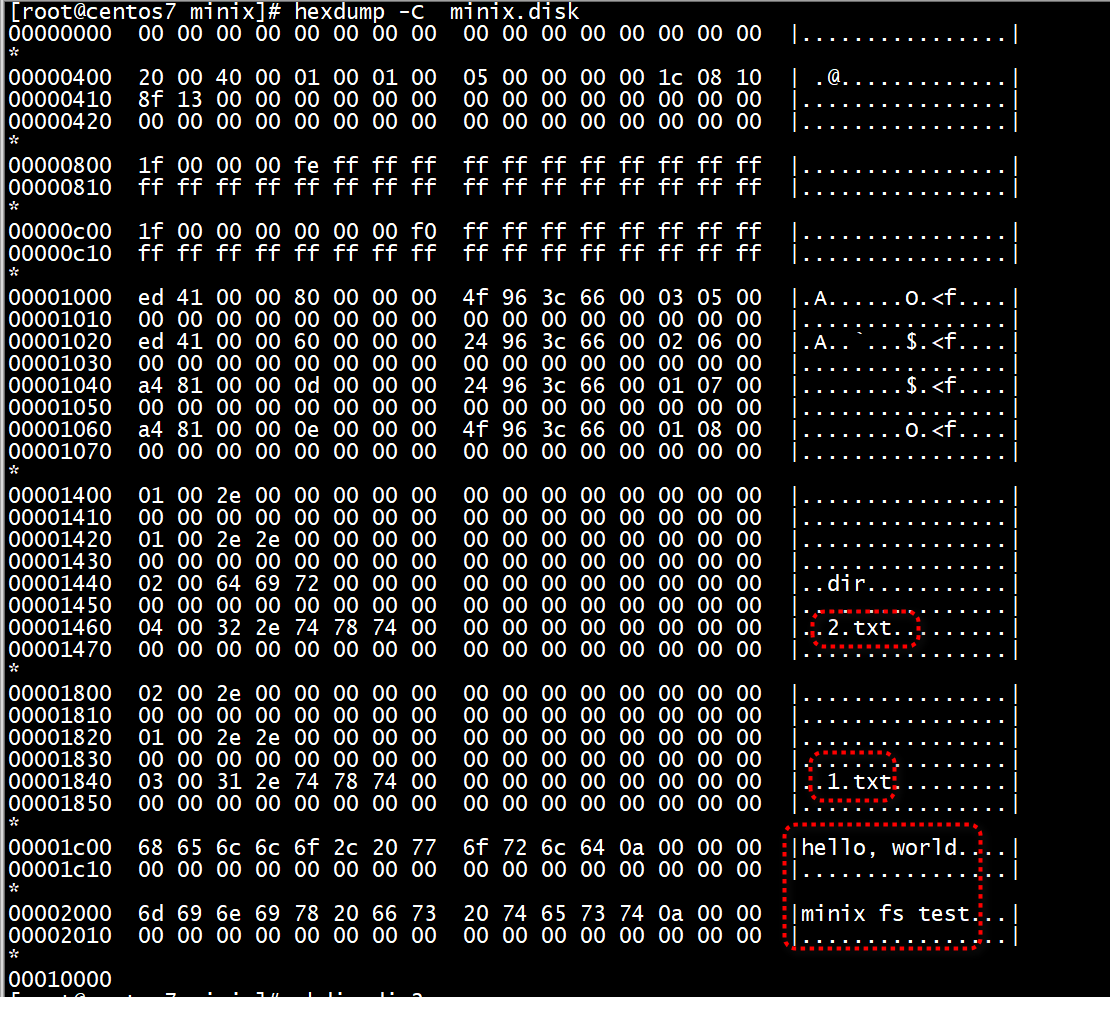 [root@centos7 minix]# hexdump -C  minix.disk
00000000  00 00 00 00 00 00 00 00  00 00 00 00 00 00 00 00  |................|
*
00000400  20 00 40 00 01 00 01 00  05 00 00 00 00 1c 08 10  | .@.............|
00000410  8f 13 00 00 00 00 00 00  00 00 00 00 00 00 00 00  |................|
00000420  00 00 00 00 00 00 00 00  00 00 00 00 00 00 00 00  |................|
*
00000800  1f 00 00 00 fe ff ff ff  ff ff ff ff ff ff ff ff  |................|
00000810  ff ff ff ff ff ff ff ff  ff ff ff ff ff ff ff ff  |................|
*
00000c00  1f 00 00 00 00 00 00 f0  ff ff ff ff ff ff ff ff  |................|
00000c10  ff ff ff ff ff ff ff ff  ff ff ff ff ff ff ff ff  |................|
*
00001000  ed 41 00 00 80 00 00 00  4f 96 3c 66 00 03 05 00  |.A......O.<f....|
00001010  00 00 00 00 00 00 00 00  00 00 00 00 00 00 00 00  |................|
00001020  ed 41 00 00 60 00 00 00  24 96 3c 66 00 02 06 00  |.A..`...$.<f....|
00001030  00 00 00 00 00 00 00 00  00 00 00 00 00 00 00 00  |................|
00001040  a4 81 00 00 0d 00 00 00  24 96 3c 66 00 01 07 00  |........$.<f....|
00001050  00 00 00 00 00 00 00 00  00 00 00 00 00 00 00 00  |................|
00001060  a4 81 00 00 0e 00 00 00  4f 96 3c 66 00 01 08 00  |........O.<f....|
00001070  00 00 00 00 00 00 00 00  00 00 00 00 00 00 00 00  |................|
*
00001400  01 00 2e 00 00 00 00 00  00 00 00 00 00 00 00 00  |................|
00001410  00 00 00 00 00 00 00 00  00 00 00 00 00 00 00 00  |................|
00001420  01 00 2e 2e 00 00 00 00  00 00 00 00 00 00 00 00  |................|
00001430  00 00 00 00 00 00 00 00  00 00 00 00 00 00 00 00  |................|
00001440  02 00 64 69 72 00 00 00  00 00 00 00 00 00 00 00  |..dir...........|
00001450  00 00 00 00 00 00 00 00  00 00 00 00 00 00 00 00  |................|
00001460  04 00 32 2e 74 78 74 00  00 00 00 00 00 00 00 00  |..2.txt.........|
00001470  00 00 00 00 00 00 00 00  00 00 00 00 00 00 00 00  |................|
*
00001800  02 00 2e 00 00 00 00 00  00 00 00 00 00 00 00 00  |................|
00001810  00 00 00 00 00 00 00 00  00 00 00 00 00 00 00 00  |................|
00001820  01 00 2e 2e 00 00 00 00  00 00 00 00 00 00 00 00  |................|
00001830  00 00 00 00 00 00 00 00  00 00 00 00 00 00 00 00  |................|
00001840  03 00 31 2e 74 78 74 00  00 00 00 00 00 00 00 00  |..1.txt.........|
00001850  00 00 00 00 00 00 00 00  00 00 00 00 00 00 00 00  |................|
*
00001c00  68 65 6c 6c 6f 2c 20 77  6f 72 6c 64 0a 00 00 00  |hello, world....|
00001c10  00 00 00 00 00 00 00 00  00 00 00 00 00 00 00 00  |................|
*
00002000  6d 69 6e 69 78 20 66 73  20 74 65 73 74 0a 00 00  |minix fs test...|
00002010  00 00 00 00 00 00 00 00  00 00 00 00 00 00 00 00  |................|
*
00010000